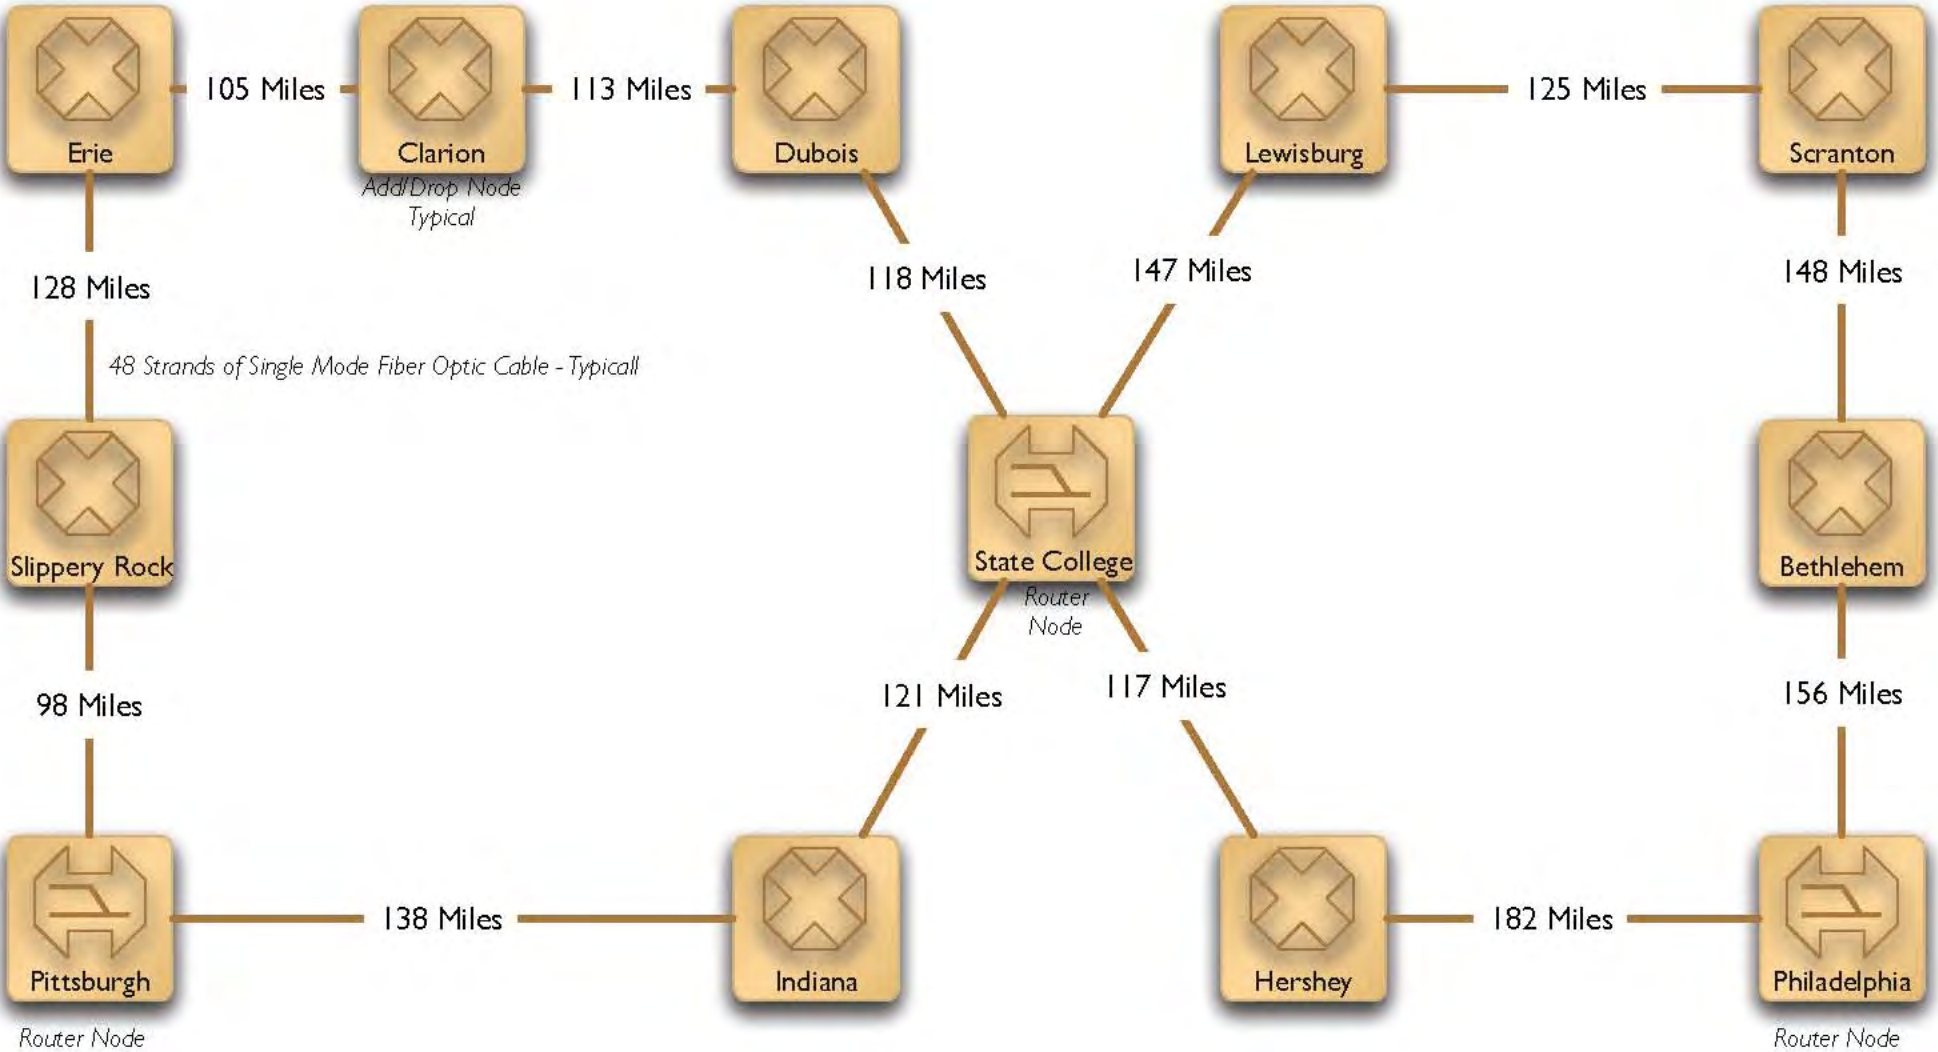 105 Miles
113 Miles
125 Miles
Erie
Clarion
Dubois
Lewisburg
Scranton
Add/Drop Node
Typical
128 Miles
118 Miles
147 Miles
148 Miles
48 Strands of Single Mode Fiber Optic Cable - Typicall
Slippery Rock
State College
Bethlehem
Router
Node
98 Miles
121 Miles
117 Miles
156 Miles
138 Miles
182 Miles
Pittsburgh
Indiana
Hershey
Philadelphia
Router Node
Router Node